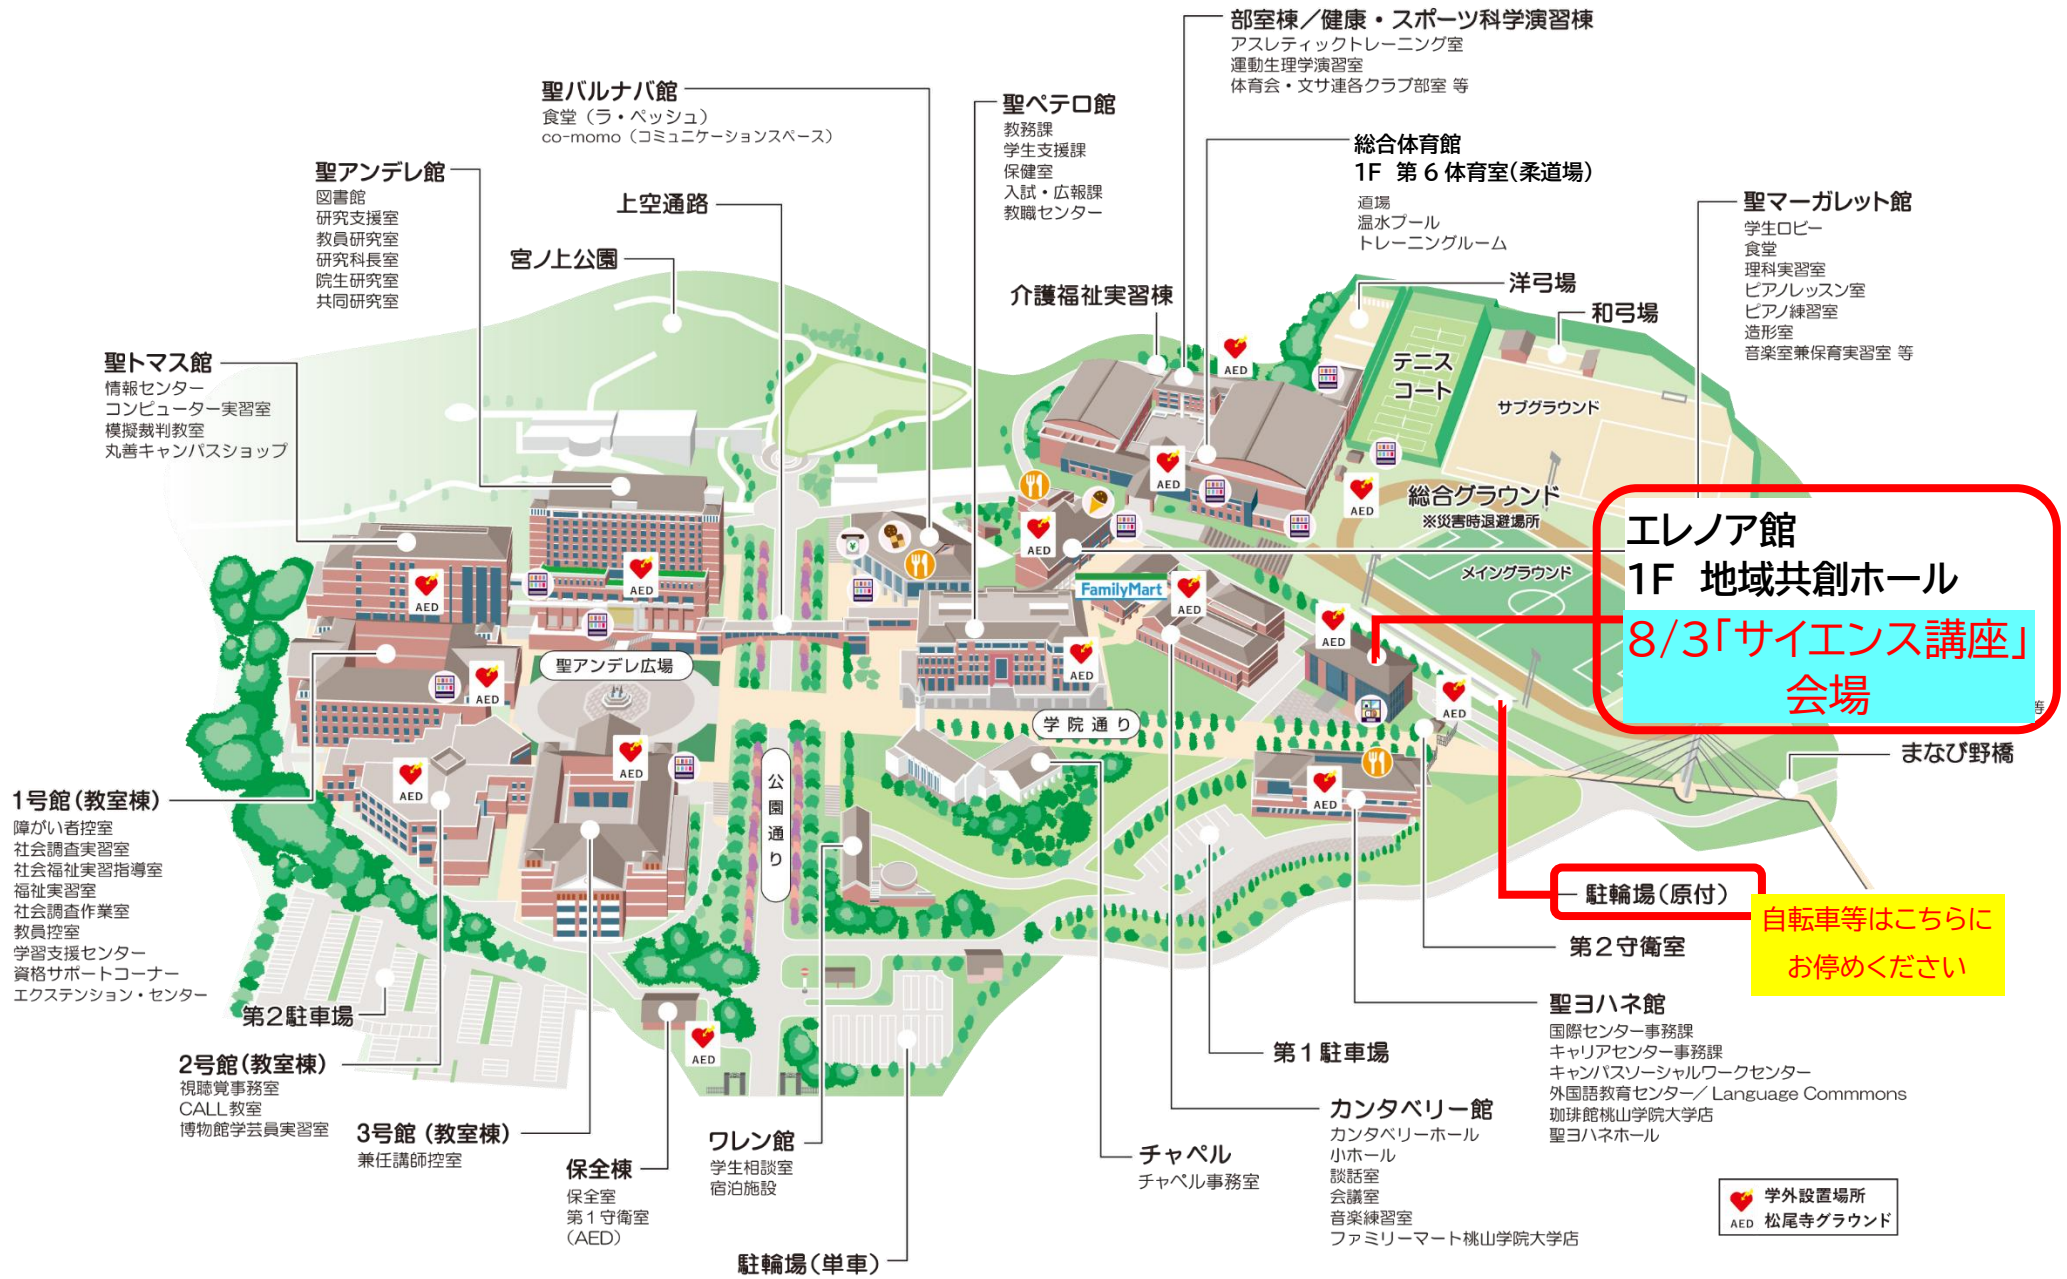 部室棟／健康・スポーツ科学演習棟
アスレティックトレーニング室
運動生理学演習室
体育会・文サ連各クラブ部室 等
聖バルナバ館
食堂（ラ・ペッシュ）
co-momo（コミュニケーションスペース）
聖ペテロ館
教務課
学生支援課
保健室
入試・広報課
教職センター
総合体育館
1F 第6体育室（柔道場）
道場
温水プール
トレーニングルーム
聖アンデレ館
図書館
研究支援室
教員研究室
研究科長室
院生研究室
共同研究室
上空通路
宮ノ上公園
聖マーガレット館
学生ロビー
食堂
理科実習室
ピアノレッスン室
ピアノ練習室
造形室
音楽室兼保育実習室 等
介護福祉実習棟
洋弓場
和弓場
聖トマス館
情報センター
コンピューター実習室
模擬裁判教室
丸善キャンパスショップ
テニス
コート
サブグラウンド
AED
AED
AED
総合グラウンド
※災害時退避場所
メイングラウンド
エレノア館
1F 地域共創ホール
8/3「サイエンス講座」
会場
等
AED
FamilyMart
AED
AED
AED
AED
AED
AED
AED
聖アンデレ広場
学院通り
公園通り
AED
AED
AED
まなび野橋
1号館（教室棟）
障がい者控室
社会調査実習室
社会福祉実習指導室
福祉実習室
社会調査作業室
教員控室
学習支援センター
資格サポートコーナー
エクステンション・センター
駐輪場（原付）
自転車等はこちらに
お停めください
第2守衛室
第2駐車場
2号館（教室棟）
視聴覚事務室
CALL教室
博物館学芸員実習室
3号館（教室棟）
兼任講師控室
AED
保全棟
保全室
第1守衛室
（AED）
ワレン館
学生相談室
宿泊施設
駐輪場（単車）
チャペル
チャペル事務室
第1駐車場
カンタベリー館
カンタベリーホール
小ホール
談話室
会議室
音楽練習室
ファミリーマート桃山学院大学店
聖ヨハネ館
国際センター事務課
キャリアセンター事務課
キャンパスソーシャルワークセンター
外国語教育センター／Language Commmons
珈琲館桃山学院大学店
聖ヨハネホール
学外設置場所
AED 松尾寺グラウンド